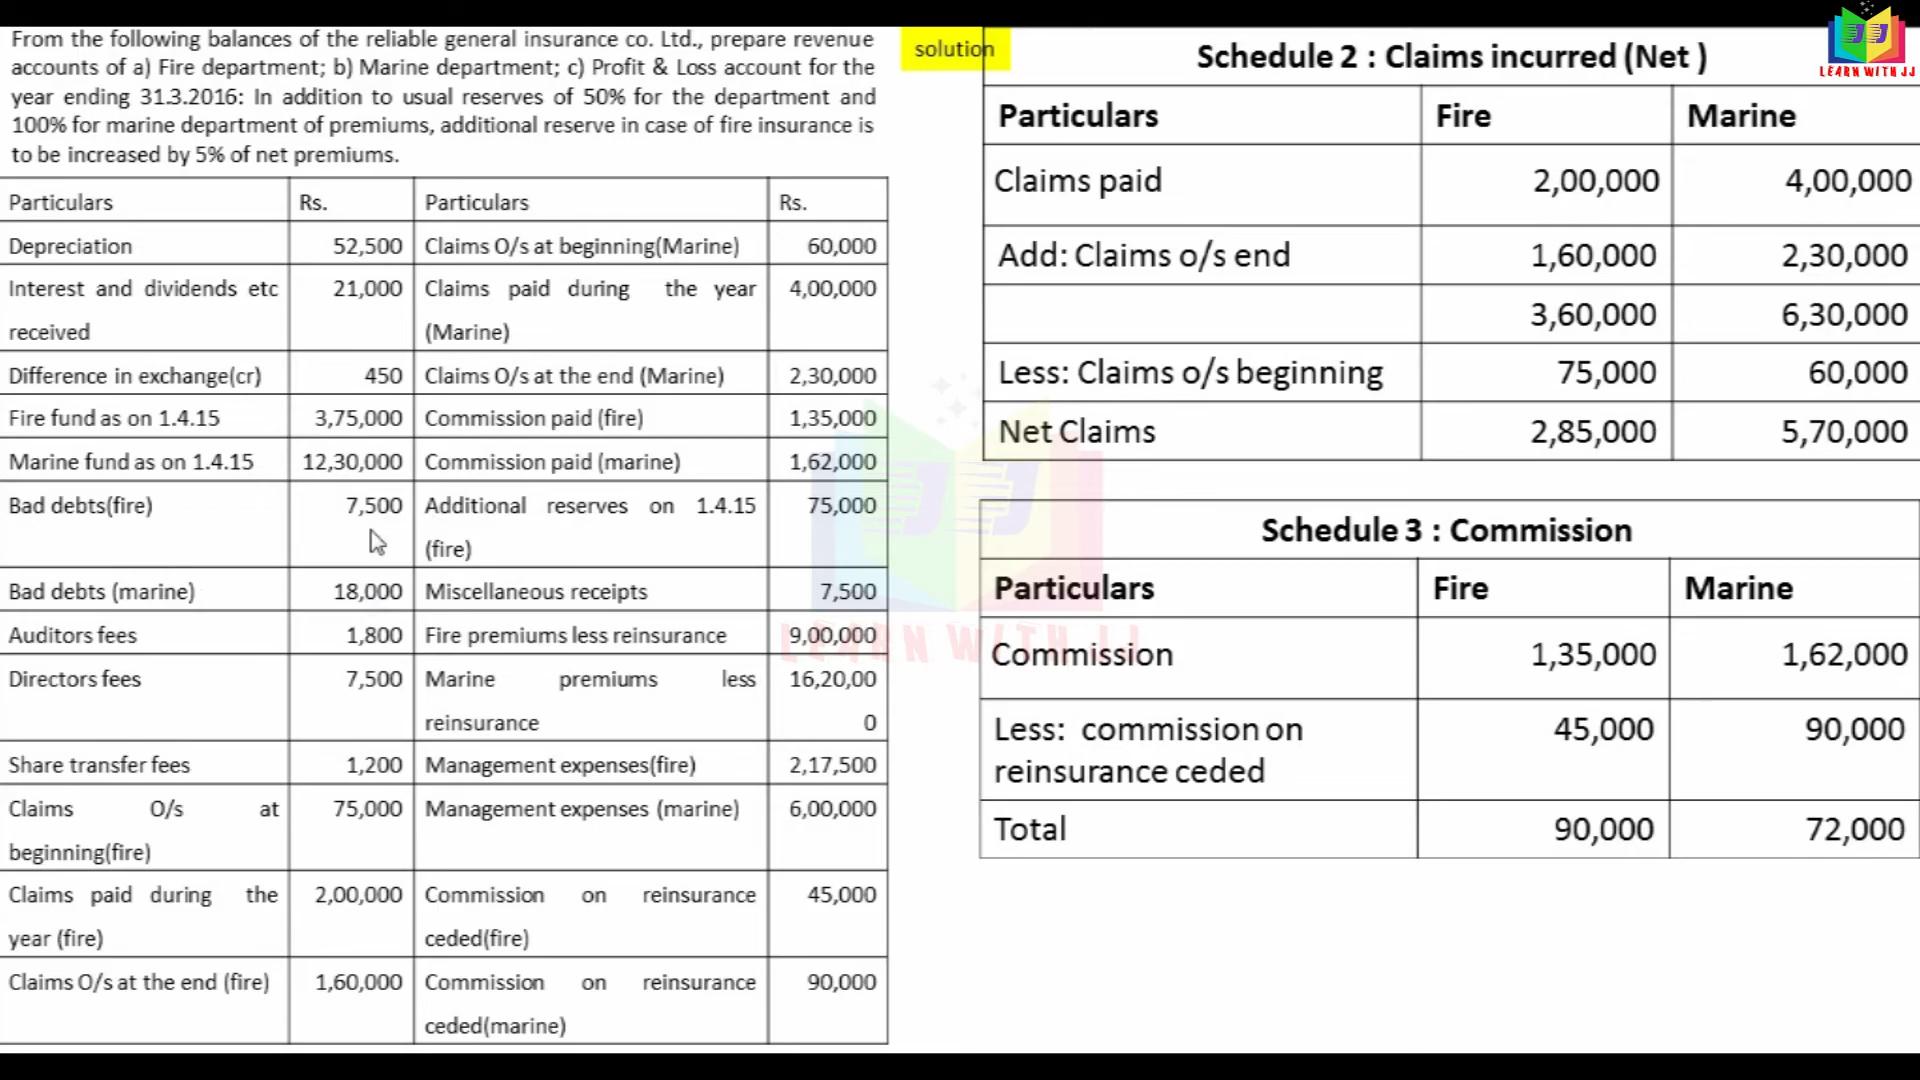 From the following balances of the reliable general insurance co. Ltd., prepare revenue
accounts of a) Fire department; b) Marine department; c) Profit & Loss account for the
year ending 31.3.2016: In addition to usual reserves of 50% for the department and
100% for marine department of premiums, additional reserve in case of fire insurance is
to be increased by 5% of net premiums.
Particulars Rs. Particulars Rs.
Depreciation 52,500 Claims O/s at beginning(Marine) 60,000
Interest and dividends etc 21,000 Claims paid during the year 4,00,000
received (Marine)
Difference in exchange(cr) 450 Claims O/s at the end (Marine) 2,30,000
Fire fund as on 1.4.15 3,75,000 Commission paid (fire) 1,35,000
Marine fund as on 1.4.15 12,30,000 Commission paid (marine) 1,62,000
Bad debts(fire) 7,500 Additional reserves on 1.4.15 75,000
(fire)
Bad debts (marine) 18,000 Miscellaneous receipts 7,500
Auditors fees 1,800 Fire premiums less reinsurance 9,00,000
Directors fees 7,500 Marine premiums less 16,20,00
reinsurance 0
Share transfer fees 1,200 Management expenses(fire) 2,17,500
Claims O/s at 75,000 Management expenses (marine) 6,00,000
beginning(fire)
Claims paid during the 2,00,000 Commission on reinsurance 45,000
year (fire) ceded(fire)
Claims O/s at the end (fire) 1,60,000 Commission on reinsurance 90,000
ceded(marine)
solution
Schedule 2 : Claims incurred (Net )
Particulars Fire Marine
Claims paid 2,00,000 4,00,000
Add: Claims o/s end 1,60,000 2,30,000
3,60,000 6,30,000
Less: Claims o/s beginning 75,000 60,000
Net Claims 2,85,000 5,70,000
Schedule 3 : Commission
Particulars Fire Marine
Commission 1,35,000 1,62,000
Less: commission on 45,000 90,000
reinsurance ceded
Total 90,000 72,000
JJ
LEARN WITH JJ
JJ
LEARN WITH JJ